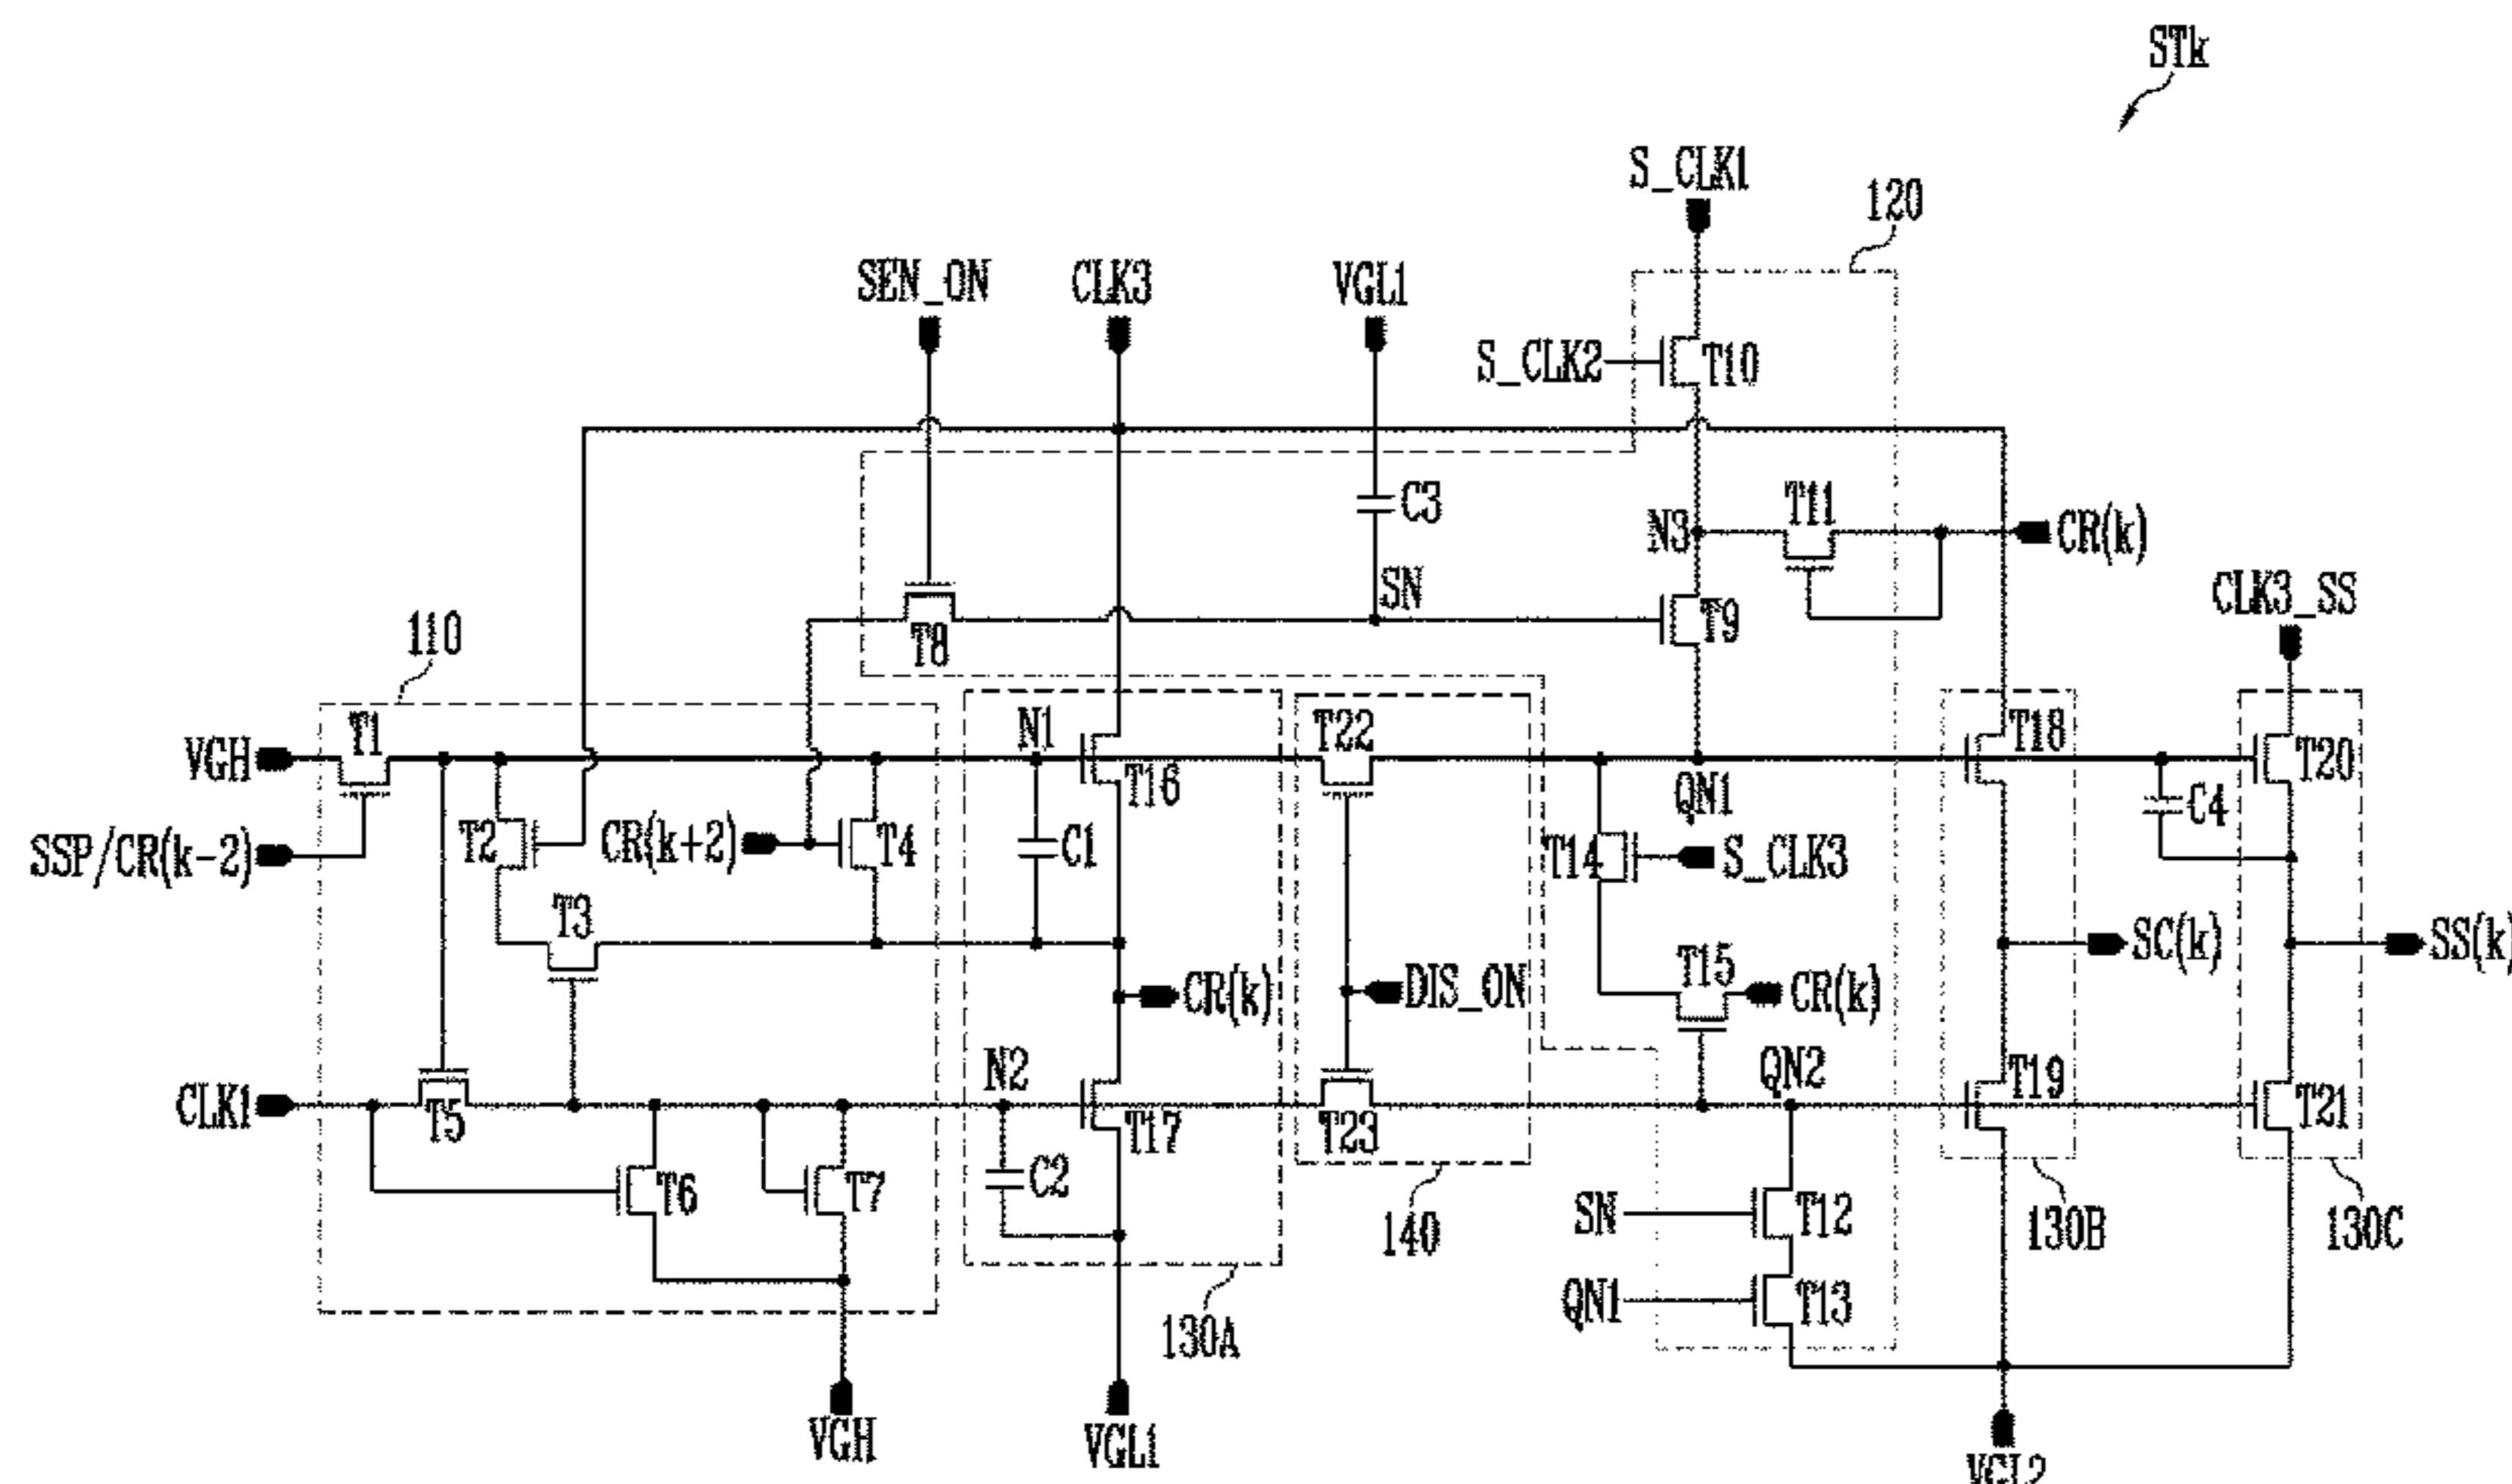 STk
S_CLK1
120
SEN_ON
CLK3
VGL1
S_CLK2
T10
C3
T11
N3
CR(k)
SN
CLK3_SS
T9
110
T8
T1
N1
T22
T18
VGH
T16
QN1
T20
SSP/CR(k-2)
T2
CR(k+2)
T4
C1
T14
S_CLK3
C4
T3
T15
SC(k)
SS(k)
CR(k)
DIS_ON
CR(k)
N2
QN2
T19
CLK1
T5
T17
T23
T21
T6
T7
C2
SN
T12
140
130B
130C
QN1
T13
130A
VGH
VGL1
VGL2